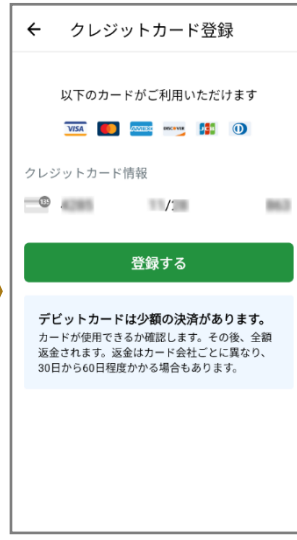 クレジットカード登録
以下のカードがご利用いただけます
VISA DISCOVER JCB
クレジットカード情報
登録する
デビットカードは少額の決済があります。
カードが使用できるか確認します。その後、全額
返金されます。返金はカード会社ごとに異なり、
30日から60日程度かかる場合もあります。